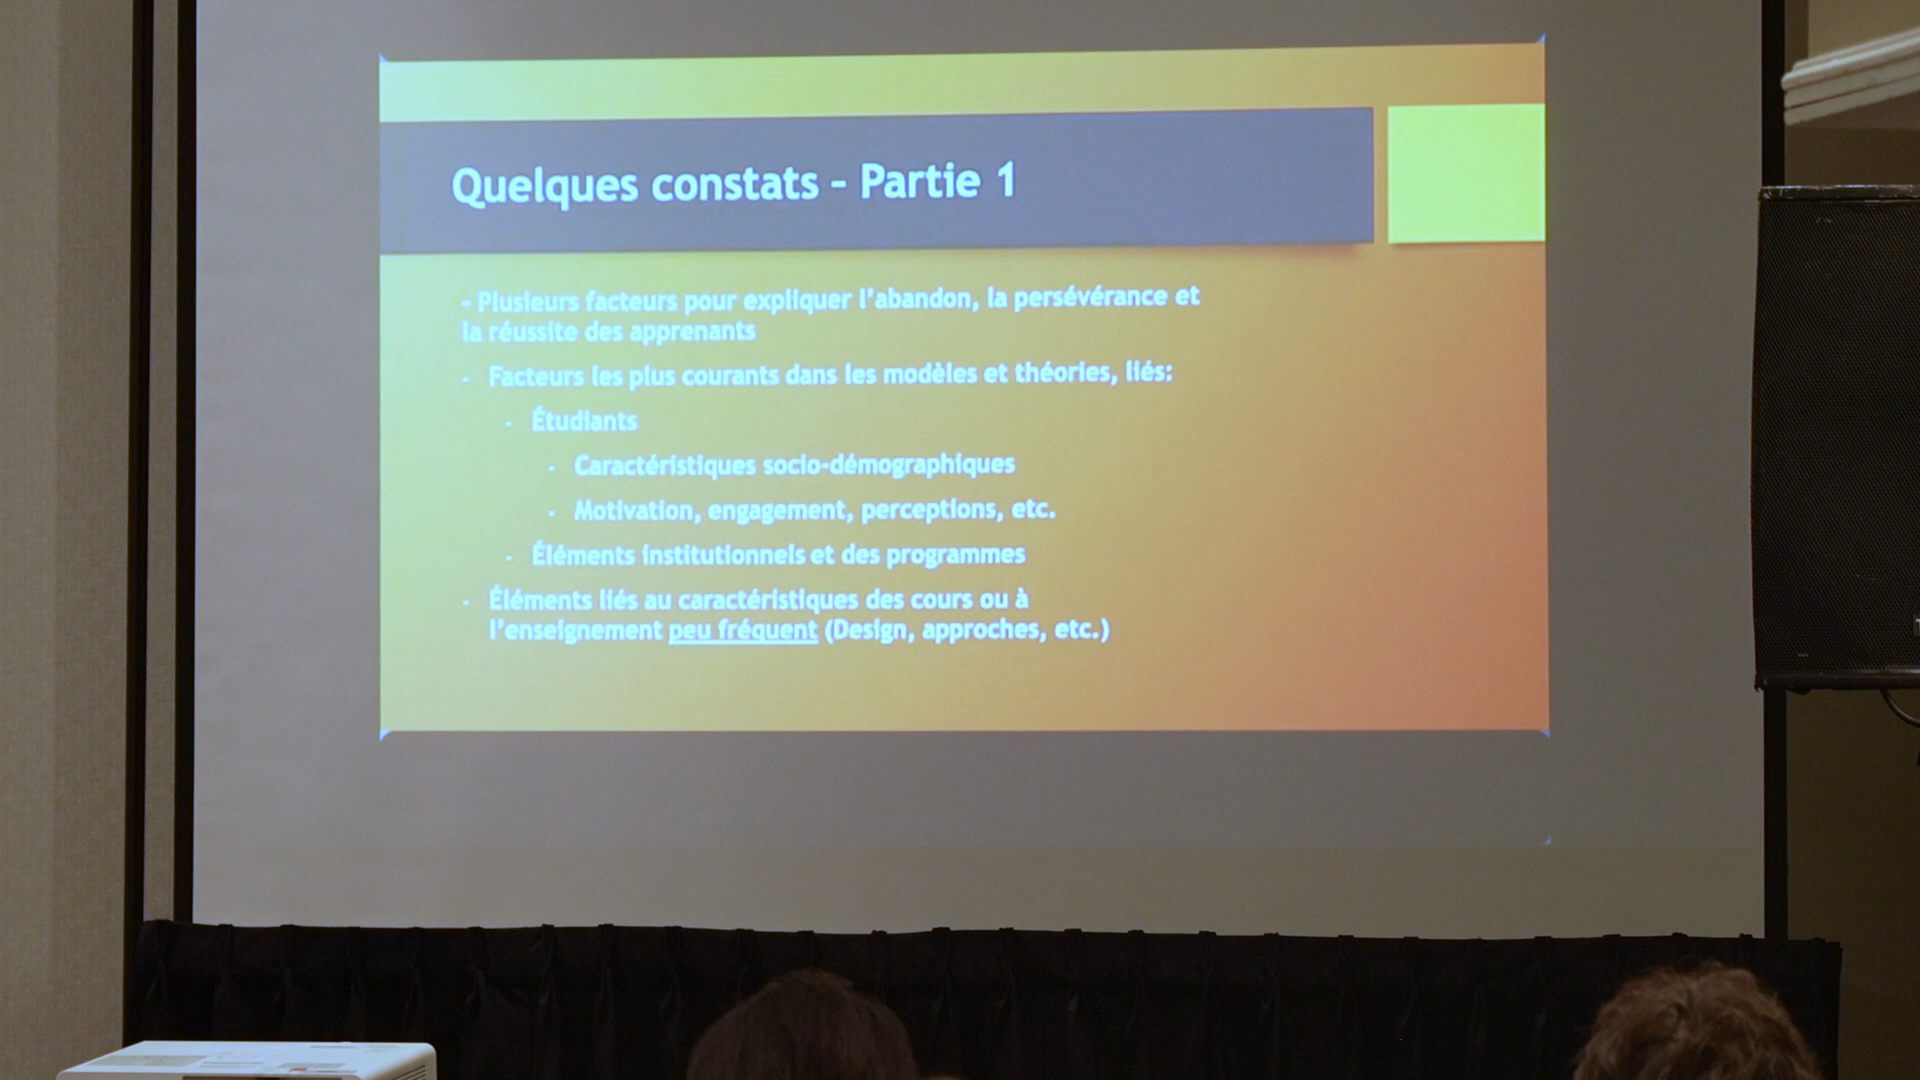 Quelques constats - Partie 1
- Plusieurs facteurs pour expliquer l'abandon, la persévérance et
la réussite des apprenants
- Facteurs les plus courants dans les modèles et théories, liés:
- Étudiants
- Caractéristiques socio-démographiques
- Motivation, engagement, perceptions, etc.
- Éléments institutionnels et des programmes
- Éléments liés au caractéristiques des cours ou à
l'enseignement peu fréquent (Design, approches, etc.)